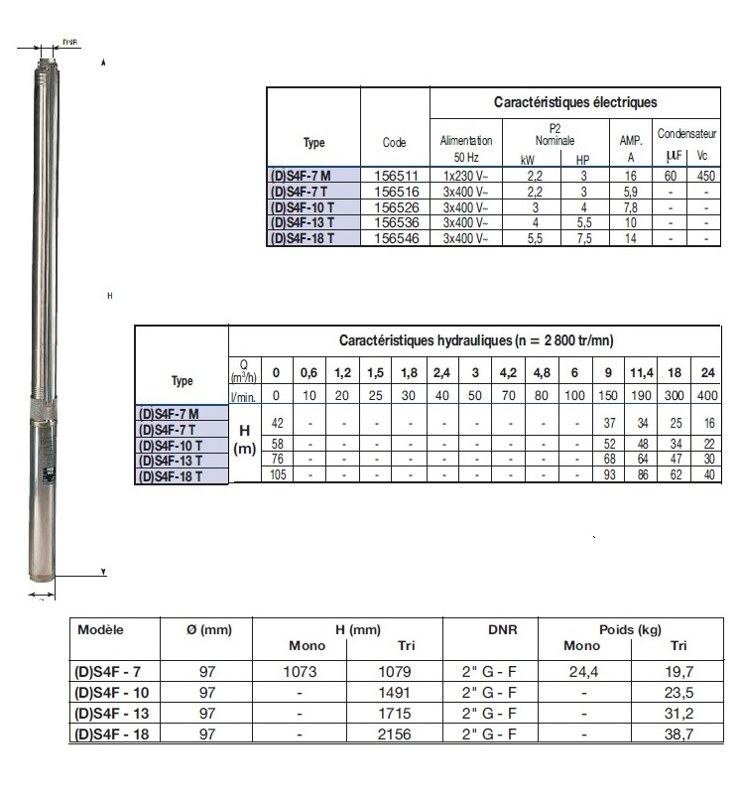 DNR
H
Caractéristiques électriques
Type Code Alimentation 50 Hz P2 Nominale kW HP AMP. A Condensateur µF Vc
(D)S4F-7 M 156511 1x230 V~ 2,2 3 16 60 450
(D)S4F-7 T 156516 3x400 V~ 2,2 3 5,9 - -
(D)S4F-10 T 156526 3x400 V~ 3 4 7,8 - -
(D)S4F-13 T 156536 3x400 V~ 4 5,5 10 - -
(D)S4F-18 T 156546 3x400 V~ 5,5 7,5 14 - -
Caractéristiques hydrauliques (n = 2 800 tr/mn)
Type Q (m³/h) 0 0,6 1,2 1,5 1,8 2,4 3 4,2 4,8 6 9 11,4 18 24
l/min. 0 10 20 25 30 40 50 70 80 100 150 190 300 400
(D)S4F-7 M
(D)S4F-7 T H (m) 42 - - - - - - - - - 37 34 25 16
(D)S4F-10 T 58 - - - - - - - - - 52 48 34 22
(D)S4F-13 T 76 - - - - - - - - - 68 64 47 30
(D)S4F-18 T 105 - - - - - - - - - 93 86 62 40
Modèle Ø (mm) H (mm) DNR Poids (kg)
Mono Tri Mono Tri
(D)S4F - 7 97 1073 1079 2" G - F 24,4 19,7
(D)S4F - 10 97 - 1491 2" G - F - 23,5
(D)S4F - 13 97 - 1715 2" G - F - 31,2
(D)S4F - 18 97 - 2156 2" G - F - 38,7